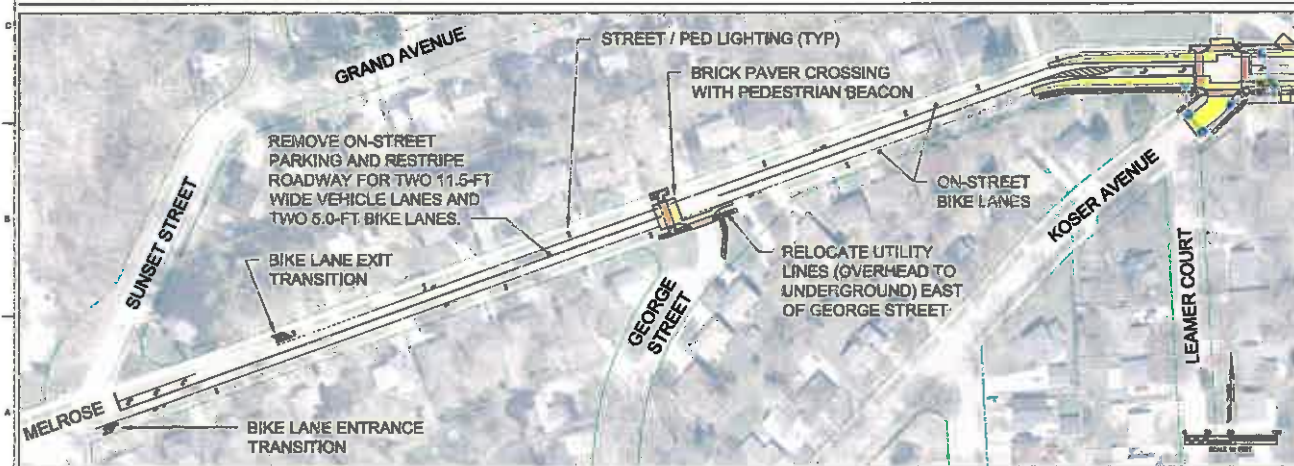 C
GRAND AVENUE
STREET / PED LIGHTING (TYP)
BRICK PAVER CROSSING
WITH PEDESTRIAN BEACON
REMOVE ON-STREET
PARKING AND RESTRIPE
ROADWAY FOR TWO 11.5-FT
WIDE VEHICLE LANES AND
TWO 5.0-FT BIKE LANES.
ON-STREET
BIKE LANES
KOSER AVENUE
B
SUNSET STREET
BIKE LANE EXIT
TRANSITION
GEORGE
STREET
RELOCATE UTILITY
LINES (OVERHEAD TO
UNDERGROUND) EAST
OF GEORGE STREET
LEAMER COURT
A
MELROSE
BIKE LANE ENTRANCE
TRANSITION
SCALE IN FEET